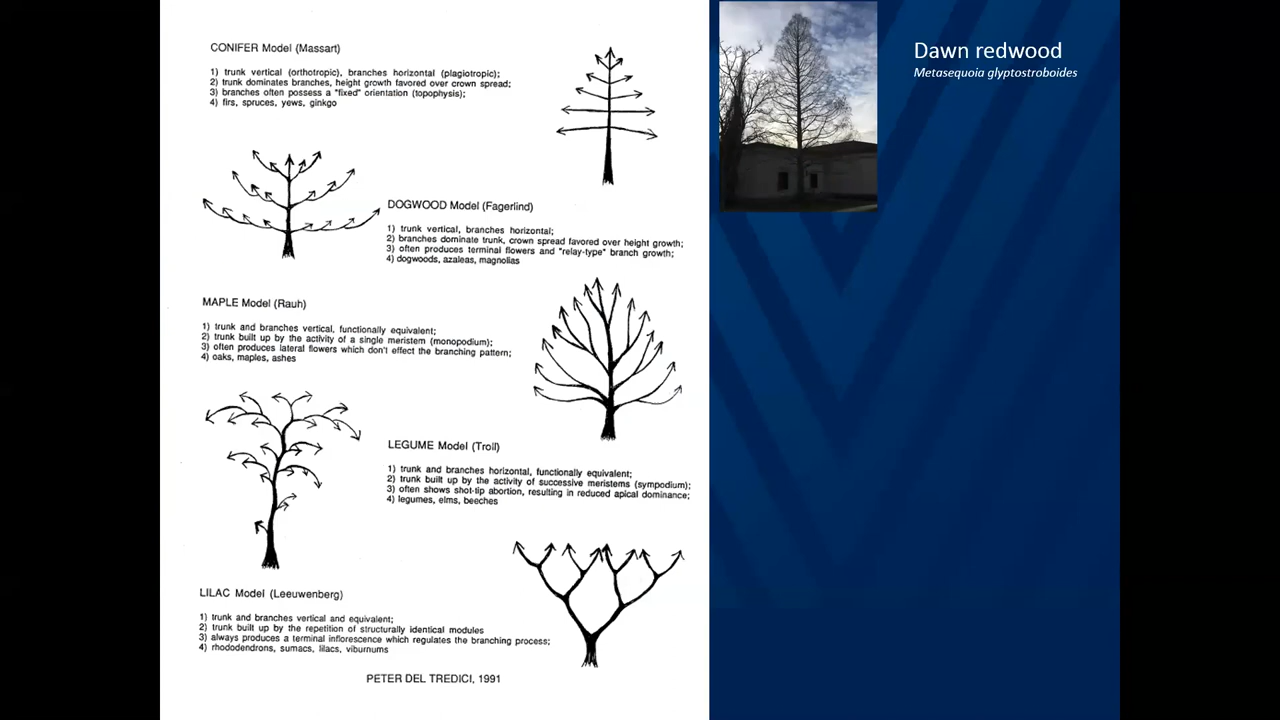 CONIFER Model (Massart)
1) trunk vertical (orthotropic), branches horizontal (plagiotropic);
2) trunk dominates branches, height growth favored over crown spread;
3) branches often possess a "fixed" orientation (topophysis);
4) firs, spruces, yews, ginkgo
DOGWOOD Model (Fagerlind)
1) trunk vertical, branches horizontal;
2) branches dominate trunk, crown spread favored over height growth;
3) often produces terminal flowers and "relay-type" branch growth;
4) dogwoods, azaleas, magnolias
MAPLE Model (Rauh)
1) trunk and branches vertical, functionally equivalent;
2) trunk built up by the activity of a single meristem (monopodium);
3) often produces lateral flowers which don't effect the branching pattern;
4) oaks, maples, ashes
LEGUME Model (Troll)
1) trunk and branches horizontal, functionally equivalent;
2) trunk built up by the activity of successive meristems (sympodium);
3) often shows shot-tip abortion, resulting in reduced apical dominance;
4) legumes, elms, beeches
LILAC Model (Leeuwenberg)
1) trunk and branches vertical and equivalent;
2) trunk built up by the repetition of structurally identical modules
3) always produces a terminal inflorescence which regulates the branching process;
4) rhododendrons, sumacs, lilacs, viburnums
PETER DEL TREDICI, 1991
Dawn redwood
Metasequoia glyptostroboides